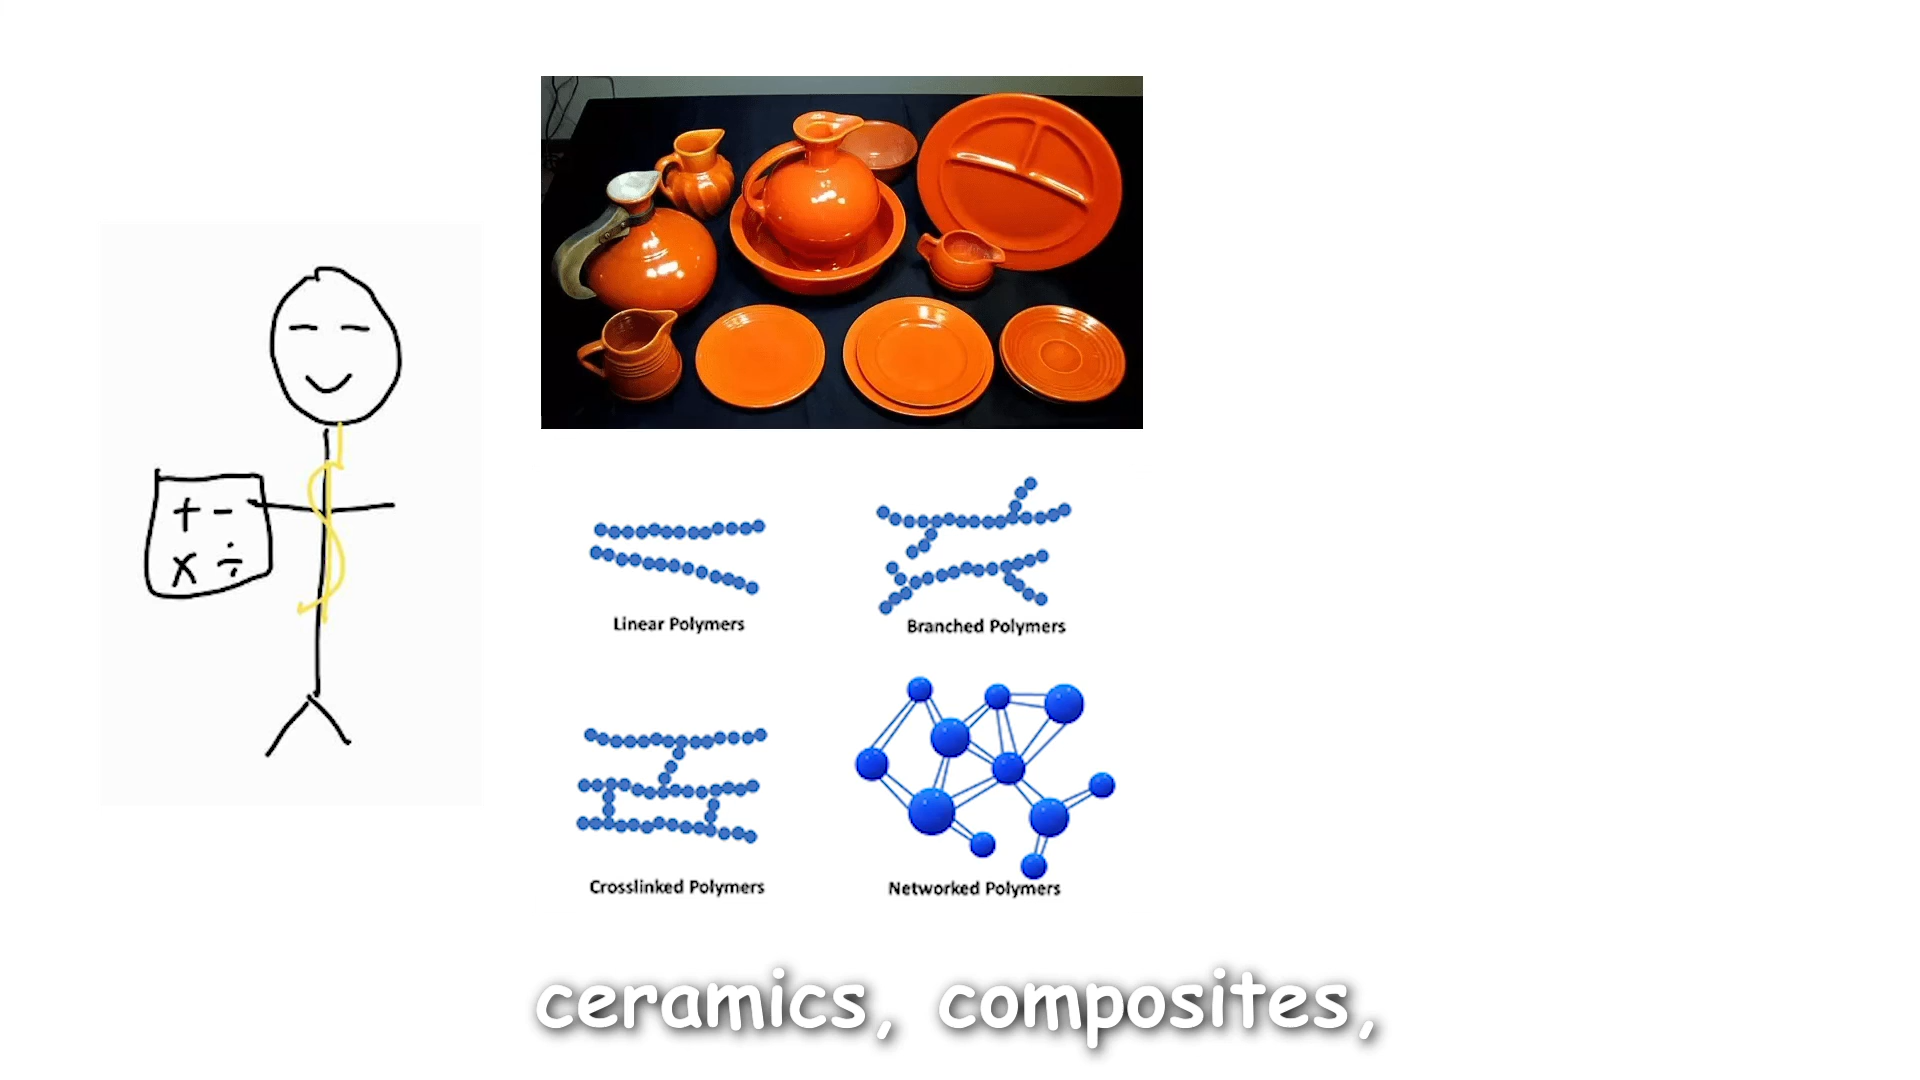 + -
x ÷
Linear Polymers
Branched Polymers
Crosslinked Polymers
Networked Polymers
ceramics, composites,